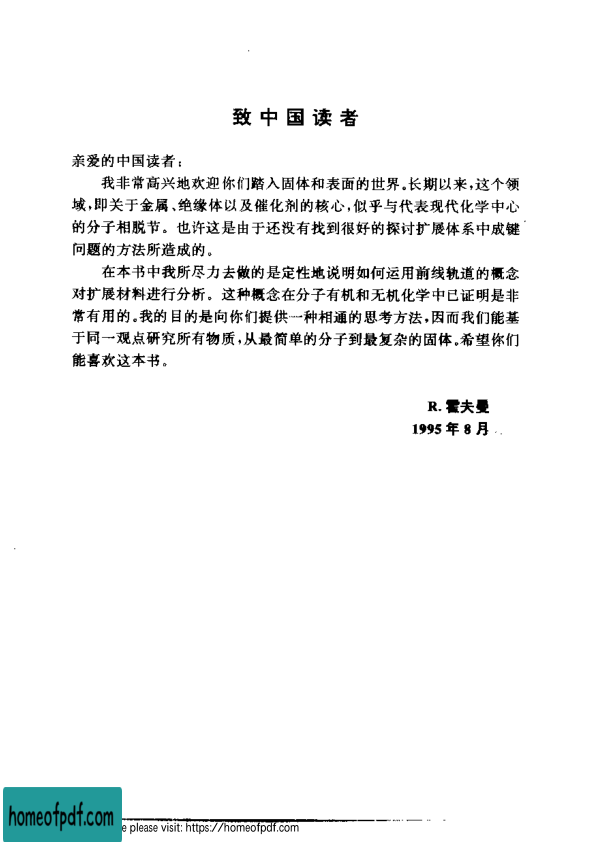 致中国读者
亲爱的中国读者：
我非常高兴地欢迎你们踏入固体和表面的世界。长期以来，这个领
域，即关于金属、绝缘体以及催化剂的核心，似乎与代表现代化学中心
的分子相脱节。也许这是由于还没有找到很好的探讨扩展体系中成键
问题的方法所造成的。
在本书中我所尽力去做的是定性地说明如何运用前线轨道的概念
对扩展材料进行分析。这种概念在分子有机和无机化学中已证明是非
常有用的。我的目的是向你们提供一种相通的思考方法，因而我们能基
于同一观点研究所有物质，从最简单的分子到最复杂的固体。希望你们
能喜欢这本书。
R. 霍夫曼
1995 年 8 月
homeofpdf.com
e please visit: https://homeofpdf.com